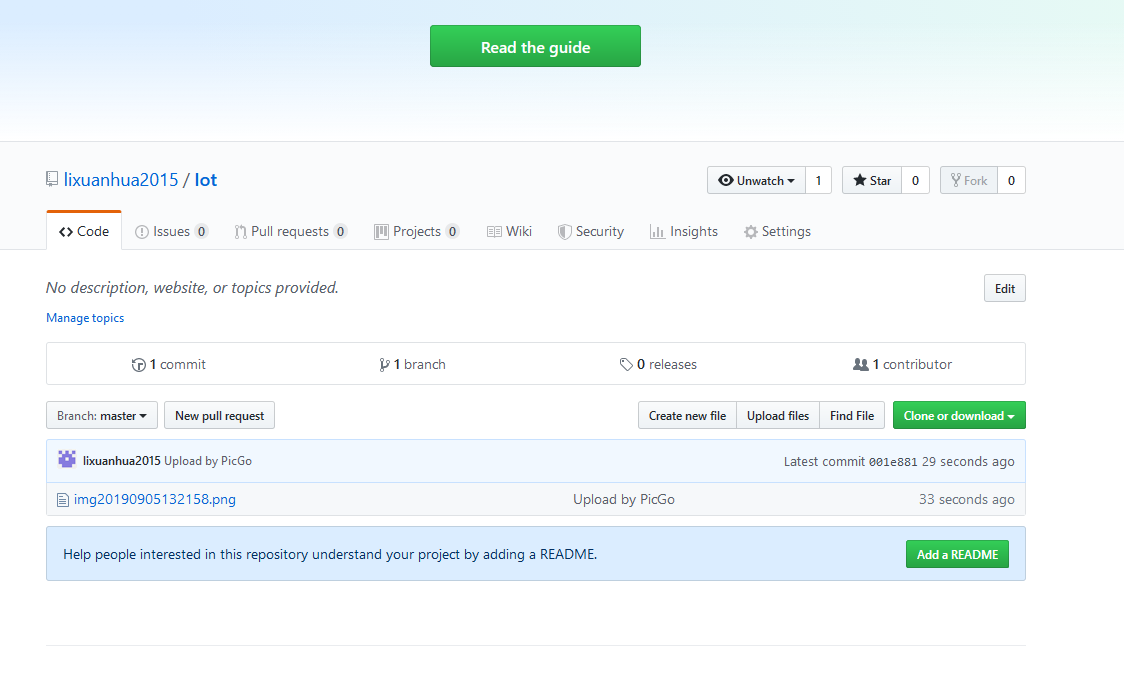 Read the guide
lixuanhua2015 / lot
Unwatch 1 Star 0 Fork 0
Code Issues 0 Pull requests 0 Projects 0 Wiki Security Insights Settings
No description, website, or topics provided. Edit
Manage topics
1 commit 1 branch 0 releases 1 contributor
Branch: master New pull request Create new file Upload files Find File Clone or download
lixuanhua2015 Upload by PicGo Latest commit 001e881 29 seconds ago
img20190905132158.png Upload by PicGo 33 seconds ago
Help people interested in this repository understand your project by adding a README. Add a README